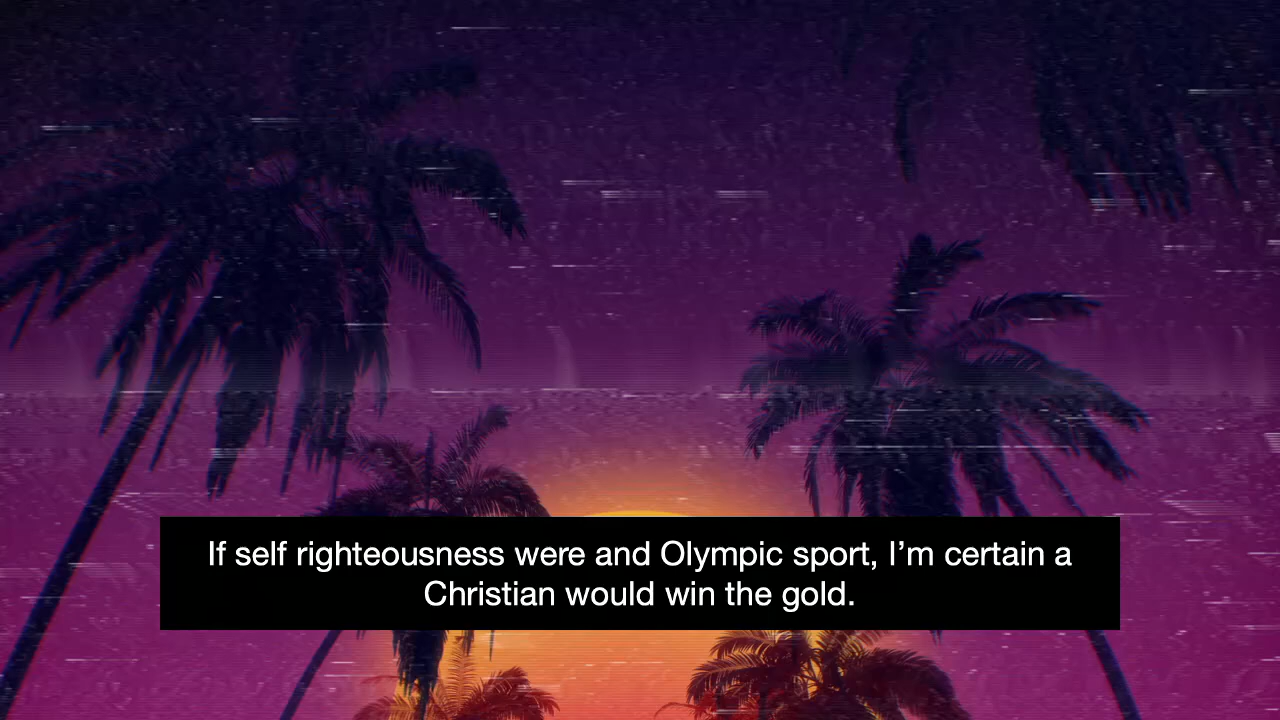 If self righteousness were and Olympic sport, I’m certain a
Christian would win the gold.